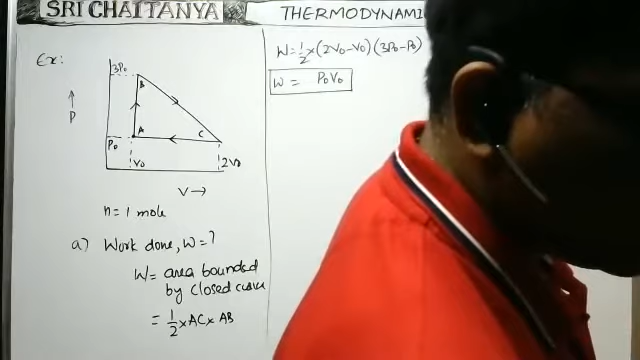 SRI CHAITANYA
THERMODYNAMI
Ex:
3P₀
B
↑
P
A
C
P₀
V₀
2V₀
V →
n = 1 mole
a) Work done, W = ?
W = area bounded
by closed curve
= 1/2 × AC × AB
W = 1/2 × (2V₀ - V₀) (3P₀ - P₀)
W = P₀V₀